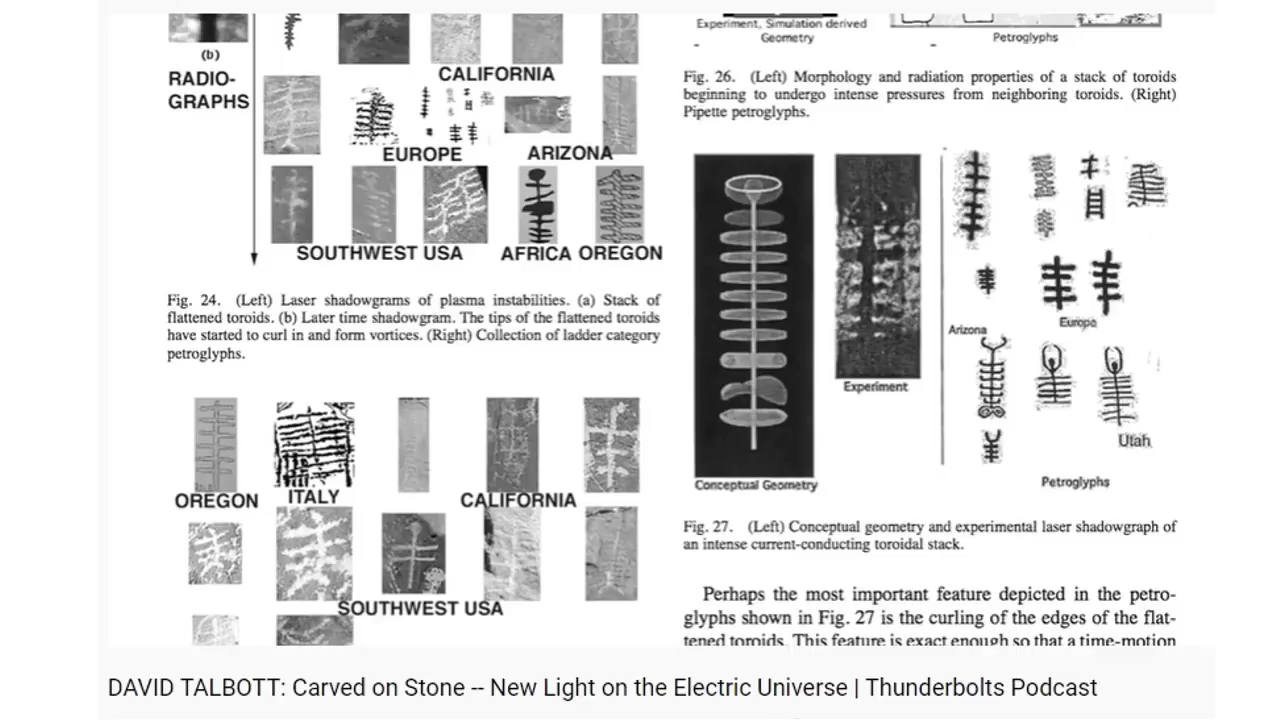 (b)
RADIO-
GRAPHS
CALIFORNIA
EUROPE
ARIZONA
SOUTHWEST USA
AFRICA
OREGON
Fig. 24. (Left) Laser shadowgrams of plasma instabilities. (a) Stack of
flattened toroids. (b) Later time shadowgram. The tips of the flattened toroids
have started to curl in and form vortices. (Right) Collection of ladder category
petroglyphs.
OREGON
ITALY
CALIFORNIA
SOUTHWEST USA
Experiment, Simulation derived
Geometry
Petroglyphs
Fig. 26. (Left) Morphology and radiation properties of a stack of toroids
beginning to undergo intense pressures from neighboring toroids. (Right)
Pipette petroglyphs.
Arizona
Europe
Experiment
Utah
Conceptual Geometry
Petroglyphs
Fig. 27. (Left) Conceptual geometry and experimental laser shadowgraph of
an intense current-conducting toroidal stack.
Perhaps the most important feature depicted in the petro-
glyphs shown in Fig. 27 is the curling of the edges of the flat-
tened toroids. This feature is exact enough so that a time-motion
DAVID TALBOTT: Carved on Stone -- New Light on the Electric Universe | Thunderbolts Podcast